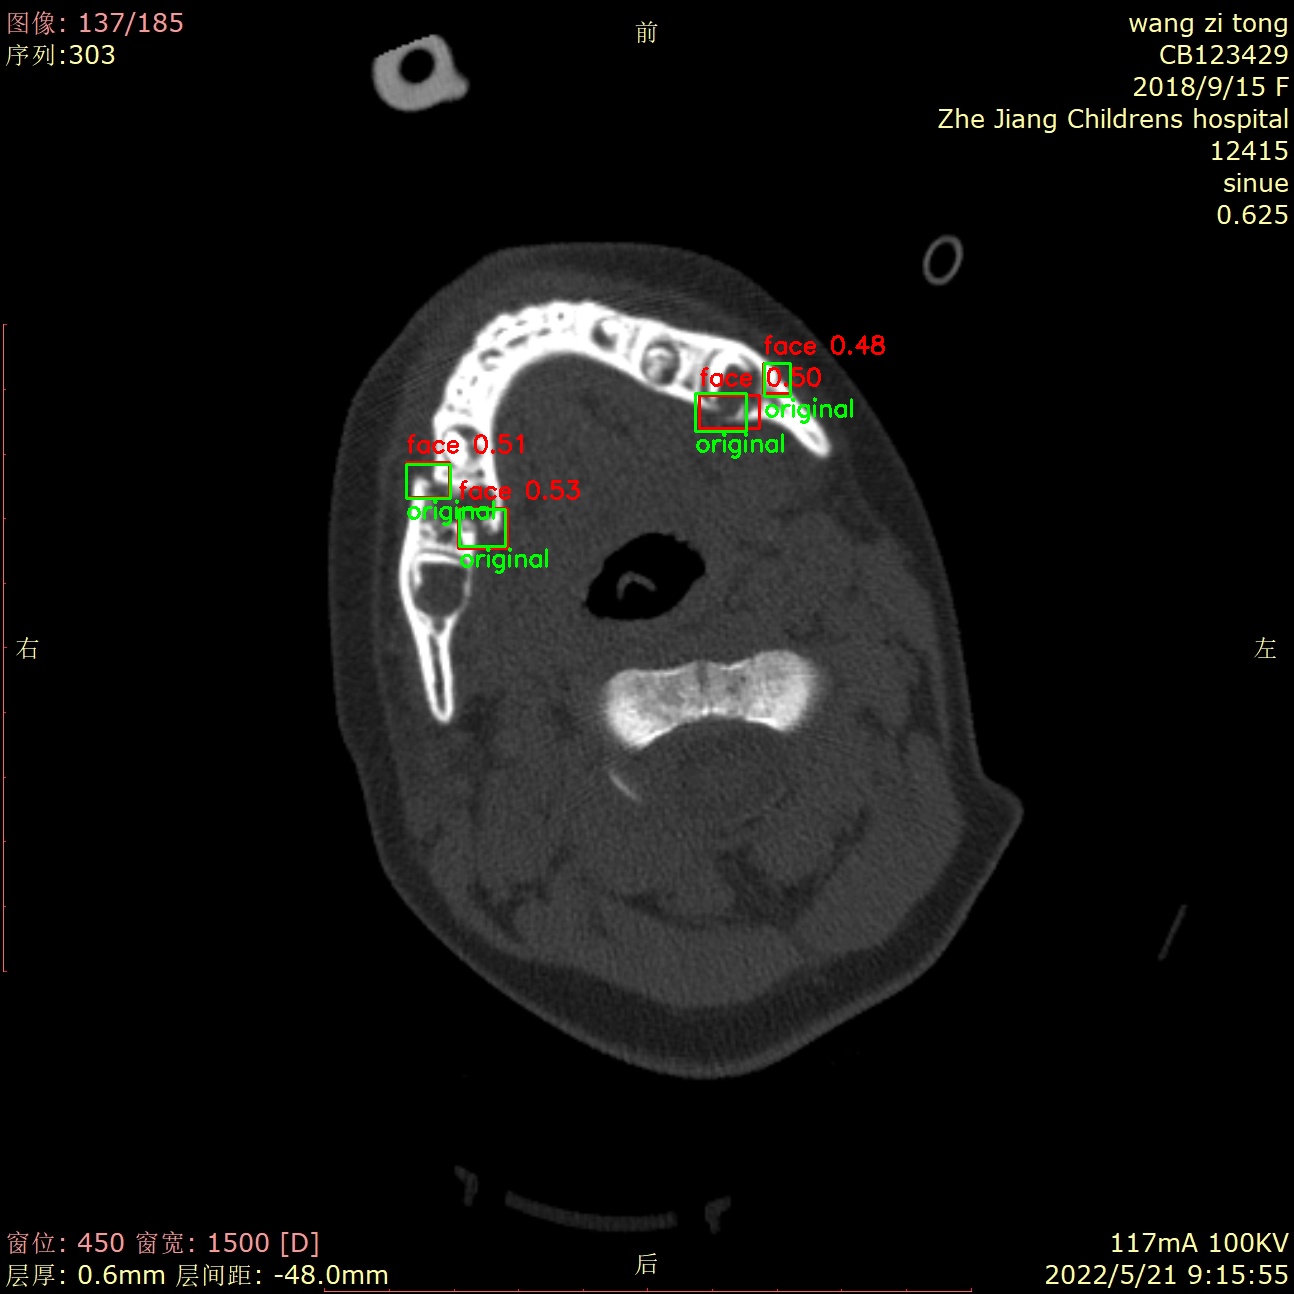 图像: 137/185
序列:303
前
wang zi tong
CB123429
2018/9/15 F
Zhe Jiang Childrens hospital
12415
sinue
0.625
face 0.48
face 0.50
original
original
face 0.51
face 0.53
original
original
右
左
窗位: 450 窗宽: 1500 [D]
层厚: 0.6mm 层间距: -48.0mm
后
117mA 100KV
2022/5/21 9:15:55